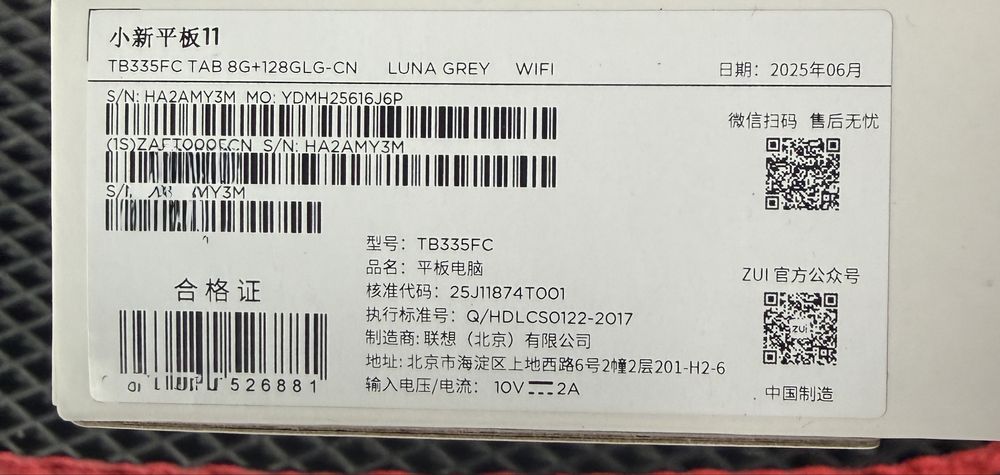 小新平板11
TB335FC TAB 8G+128GLG-CN LUNA GREY WIFI 日期：2025年06月
S/N: HA2AMY3M MO: YDMH25616J6P
S/N: HA2AMY3M
MY3M
微信扫码 售后无忧
型号：TB335FC
品名：平板电脑
核准代码：25J11874T001
执行标准号：Q/HDLCS0122-2017
制造商: 联想（北京）有限公司
地址: 北京市海淀区上地西路6号2幢2层201-H2-6
输入电压/电流： 10V 2A
合格证
526881
ZUI 官方公众号
zui
中国制造